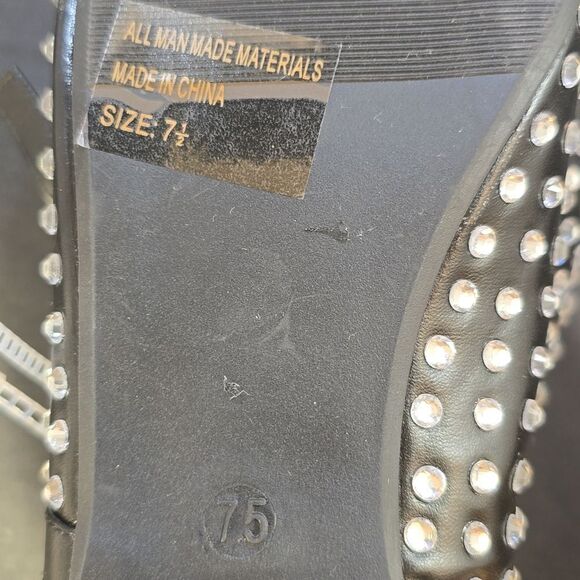 ALL MAN MADE MATERIALS
MADE IN CHINA
SIZE: 7½
7.5